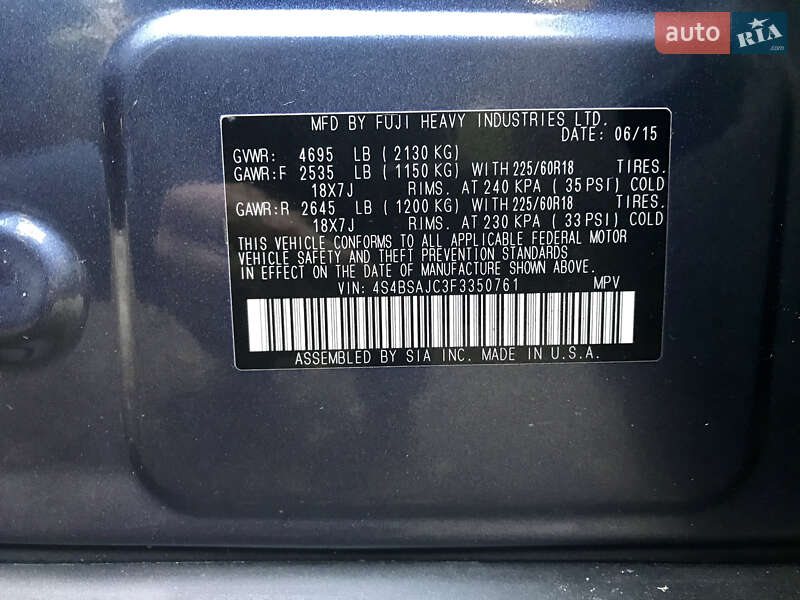 auto RIA
MFD BY FUJI HEAVY INDUSTRIES LTD.
DATE: 06/15
GVWR: 4695 LB (2130 KG)
GAWR:F 2535 LB (1150 KG) WITH 225/60R18 TIRES.
18X7J RIMS. AT 240 KPA (35 PSI) COLD
GAWR:R 2645 LB (1200 KG) WITH 225/60R18 TIRES.
18X7J RIMS. AT 230 KPA (33 PSI) COLD
THIS VEHICLE CONFORMS TO ALL APPLICABLE FEDERAL MOTOR
VEHICLE SAFETY AND THEFT PREVENTION STANDARDS
IN EFFECT ON THE DATE OF MANUFACTURE SHOWN ABOVE.
VIN: 4S4BSAJC3F3350761 MPV
ASSEMBLED BY SIA INC. MADE IN U.S.A.